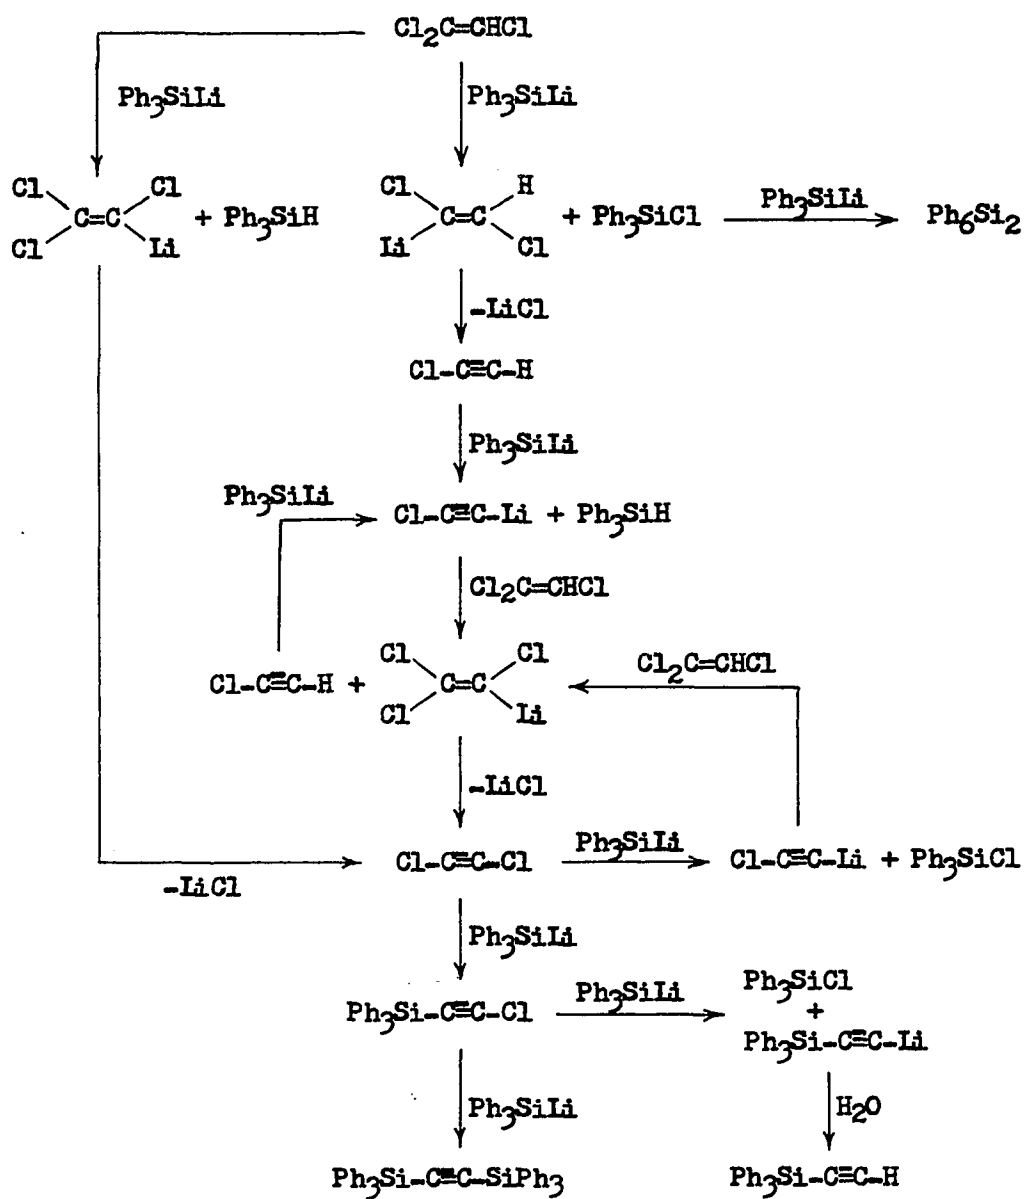 Cl2C=CHCl
Ph3SiLi
Ph3SiLi
Cl Cl Cl H
C=C + Ph3SiH C=C + Ph3SiCl Ph3SiLi Ph6Si2
Cl Li Li Cl
-LiCl
Cl-C≡C-H
Ph3SiLi
Ph3SiLi
Cl-C≡C-Li + Ph3SiH
Cl2C=CHCl
Cl Cl
Cl2C=CHCl
Cl-C≡C-H + C=C
Cl Li
-LiCl
Cl-C≡C-Cl Ph3SiLi Cl-C≡C-Li + Ph3SiCl
-LiCl
Ph3SiLi
Ph3SiCl
Ph3Si-C≡C-Cl Ph3SiLi +
Ph3Si-C≡C-Li
Ph3SiLi H2O
Ph3Si-C≡C-SiPh3 Ph3Si-C≡C-H